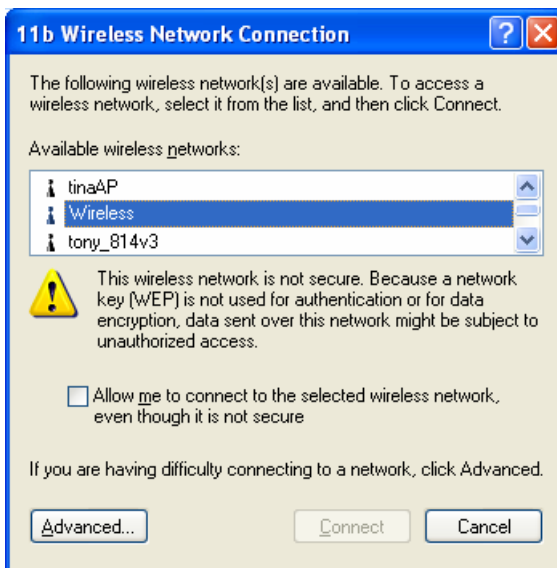 11b Wireless Network Connection
The following wireless network(s) are available. To access a
wireless network, select it from the list, and then click Connect.
Available wireless networks:
tinaAP
Wireless
tony_814v3
This wireless network is not secure. Because a network
key (WEP) is not used for authentication or for data
encryption, data sent over this network might be subject to
unauthorized access.
Allow me to connect to the selected wireless network,
even though it is not secure
If you are having difficulty connecting to a network, click Advanced.
Advanced... Connect Cancel